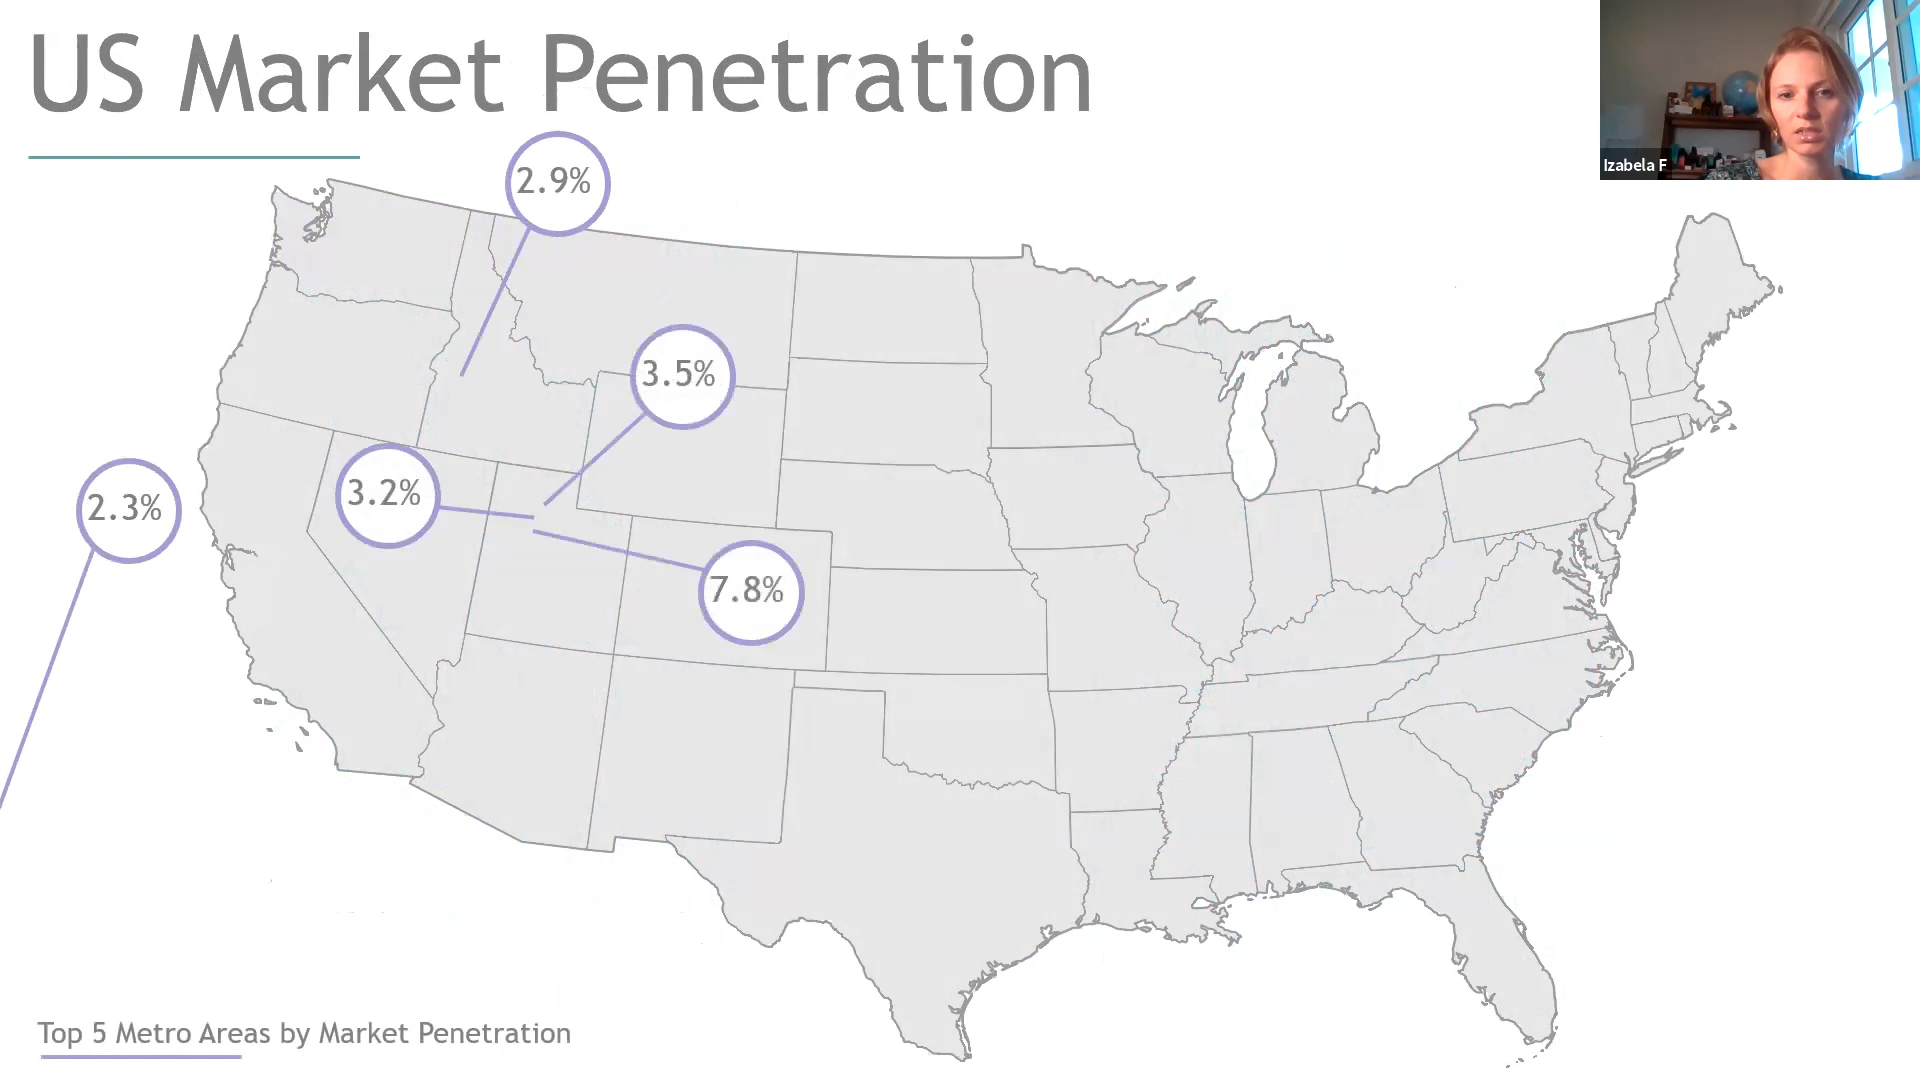 US Market Penetration
Izabela F
2.9%
3.5%
3.2%
2.3%
7.8%
Top 5 Metro Areas by Market Penetration